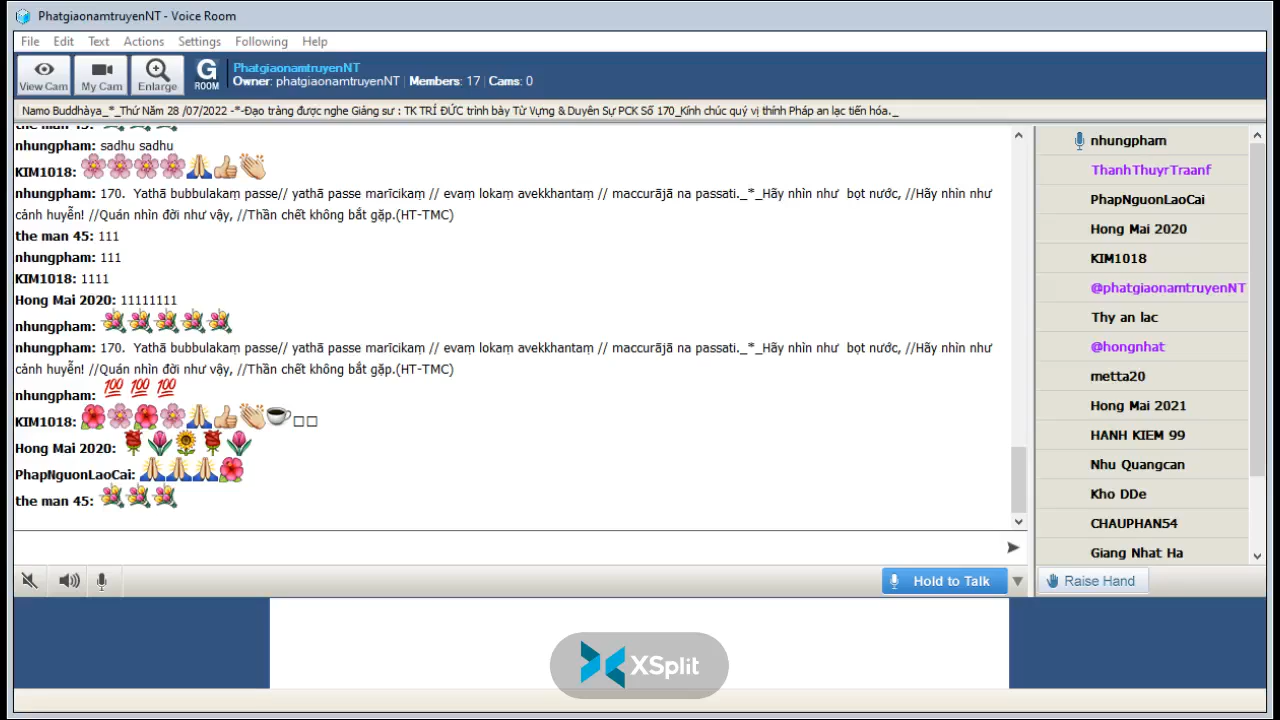 PhatgiaonamtruyenNT - Voice Room
File Edit Text Actions Settings Following Help
View Cam My Cam Enlarge G ROOM
PhatgiaonamtruyenNT
Owner: phatgiaonamtruyenNT | Members: 17 | Cams: 0
Namo Buddhàya_*_Thứ Năm 28 /07/2022 -*-Đạo tràng được nghe Giảng sư : TK TRÍ ĐỨC trình bày Từ Vựng & Duyên Sự PCK Số 170_Kính chúc quý vị thính Pháp an lạc tiến hóa._
the man 45:
nhungpham: sadhu sadhu
KIM1018:
nhungpham: 170. Yathā bubbulakaṃ passe// yathā passe marīcikaṃ // evaṃ lokaṃ avekkhantaṃ // maccurājā na passati._*_Hãy nhìn như bọt nước, //Hãy nhìn như
cảnh huyễn! //Quán nhìn đời như vậy, //Thần chết không bắt gặp.(HT-TMC)
the man 45: 111
nhungpham: 111
KIM1018: 1111
Hong Mai 2020: 11111111
nhungpham:
nhungpham: 170. Yathā bubbulakaṃ passe// yathā passe marīcikaṃ // evaṃ lokaṃ avekkhantaṃ // maccurājā na passati._*_Hãy nhìn như bọt nước, //Hãy nhìn như
cảnh huyễn! //Quán nhìn đời như vậy, //Thần chết không bắt gặp.(HT-TMC)
nhungpham: 100 100 100
KIM1018:
Hong Mai 2020:
PhapNguonLaoCai:
the man 45:
nhungpham
ThanhThuyrTraanf
PhapNguonLaoCai
Hong Mai 2020
KIM1018
@phatgiaonamtruyenNT
Thy an lac
@hongnhat
metta20
Hong Mai 2021
HANH KIEM 99
Nhu Quangcan
Kho DDe
CHAUPHAN54
Giang Nhat Ha
Hold to Talk
Raise Hand
XSplit